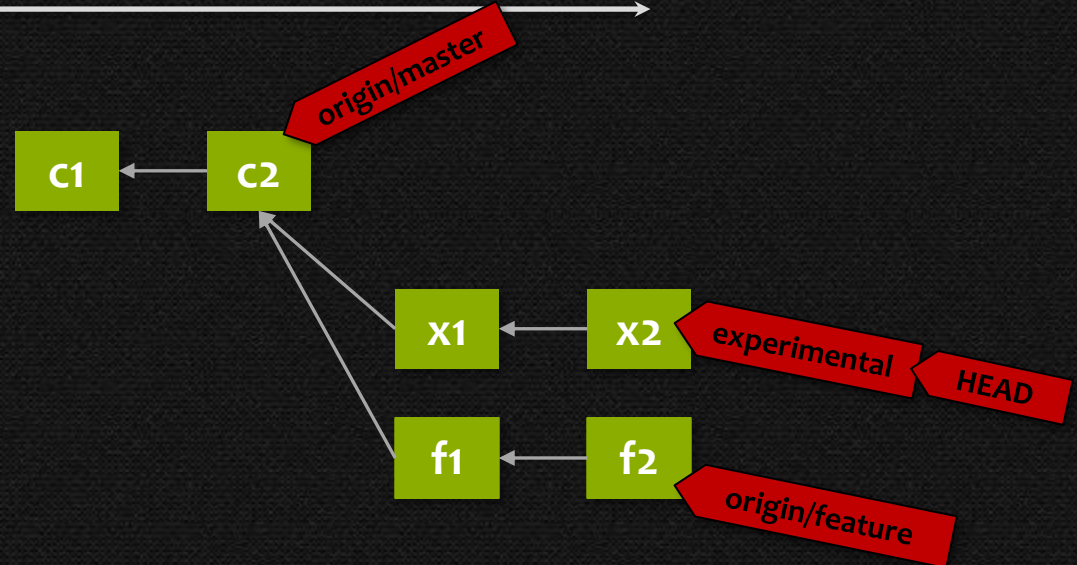 origin/master
c1
c2
x1
x2
experimental
HEAD
f1
f2
origin/feature